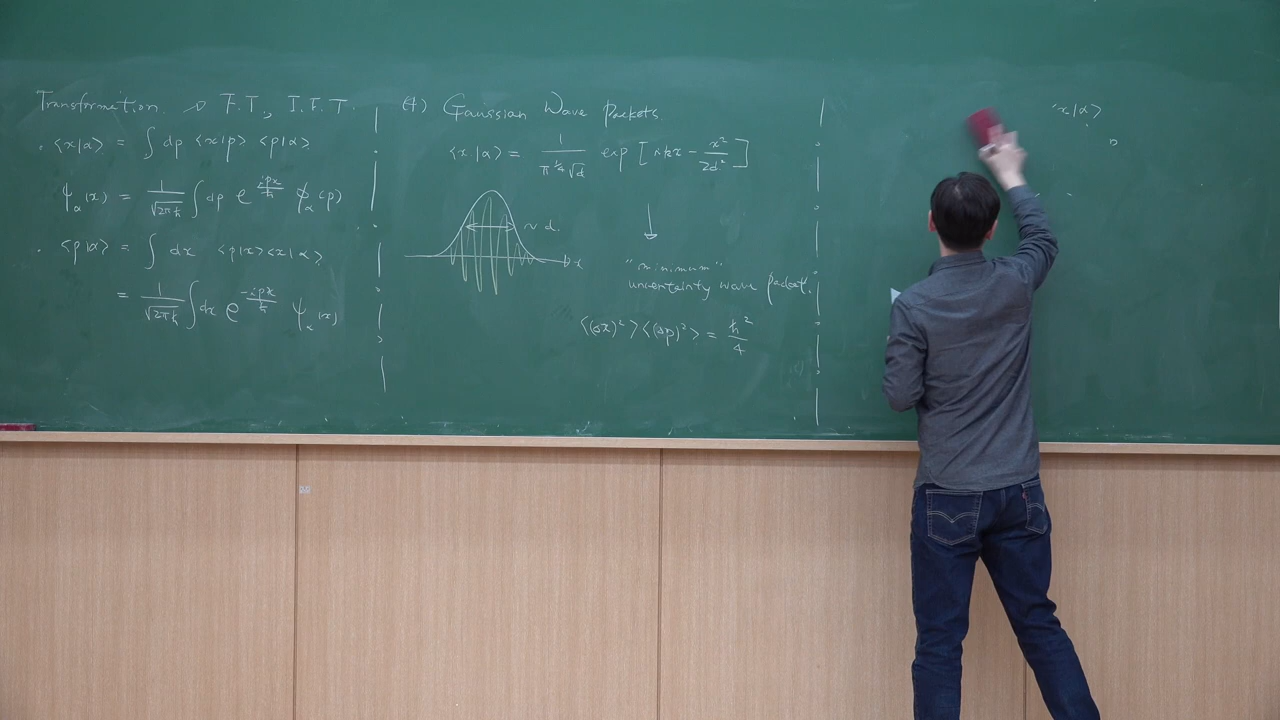 Transformation → F.T., I.F.T.
. <x|α> = ∫ dp <x|p> <p|α>
ψ_α(x) = 1/√(2πħ) ∫ dp e^(ipx/ħ) ϕ_α(p)
. <p|α> = ∫ dx <p|x><x|α>
= 1/√(2πħ) ∫ dx e^(-ipx/ħ) ψ_α(x)
(4) Gaussian Wave Packets.
<x|α> = 1/(π^(1/4) √d) exp [ikx - x²/2d²]
~ d.
x
"minimum"
uncertainty wave packet.
<(Δx)²><(Δp)²> = ħ²/4
x|α>